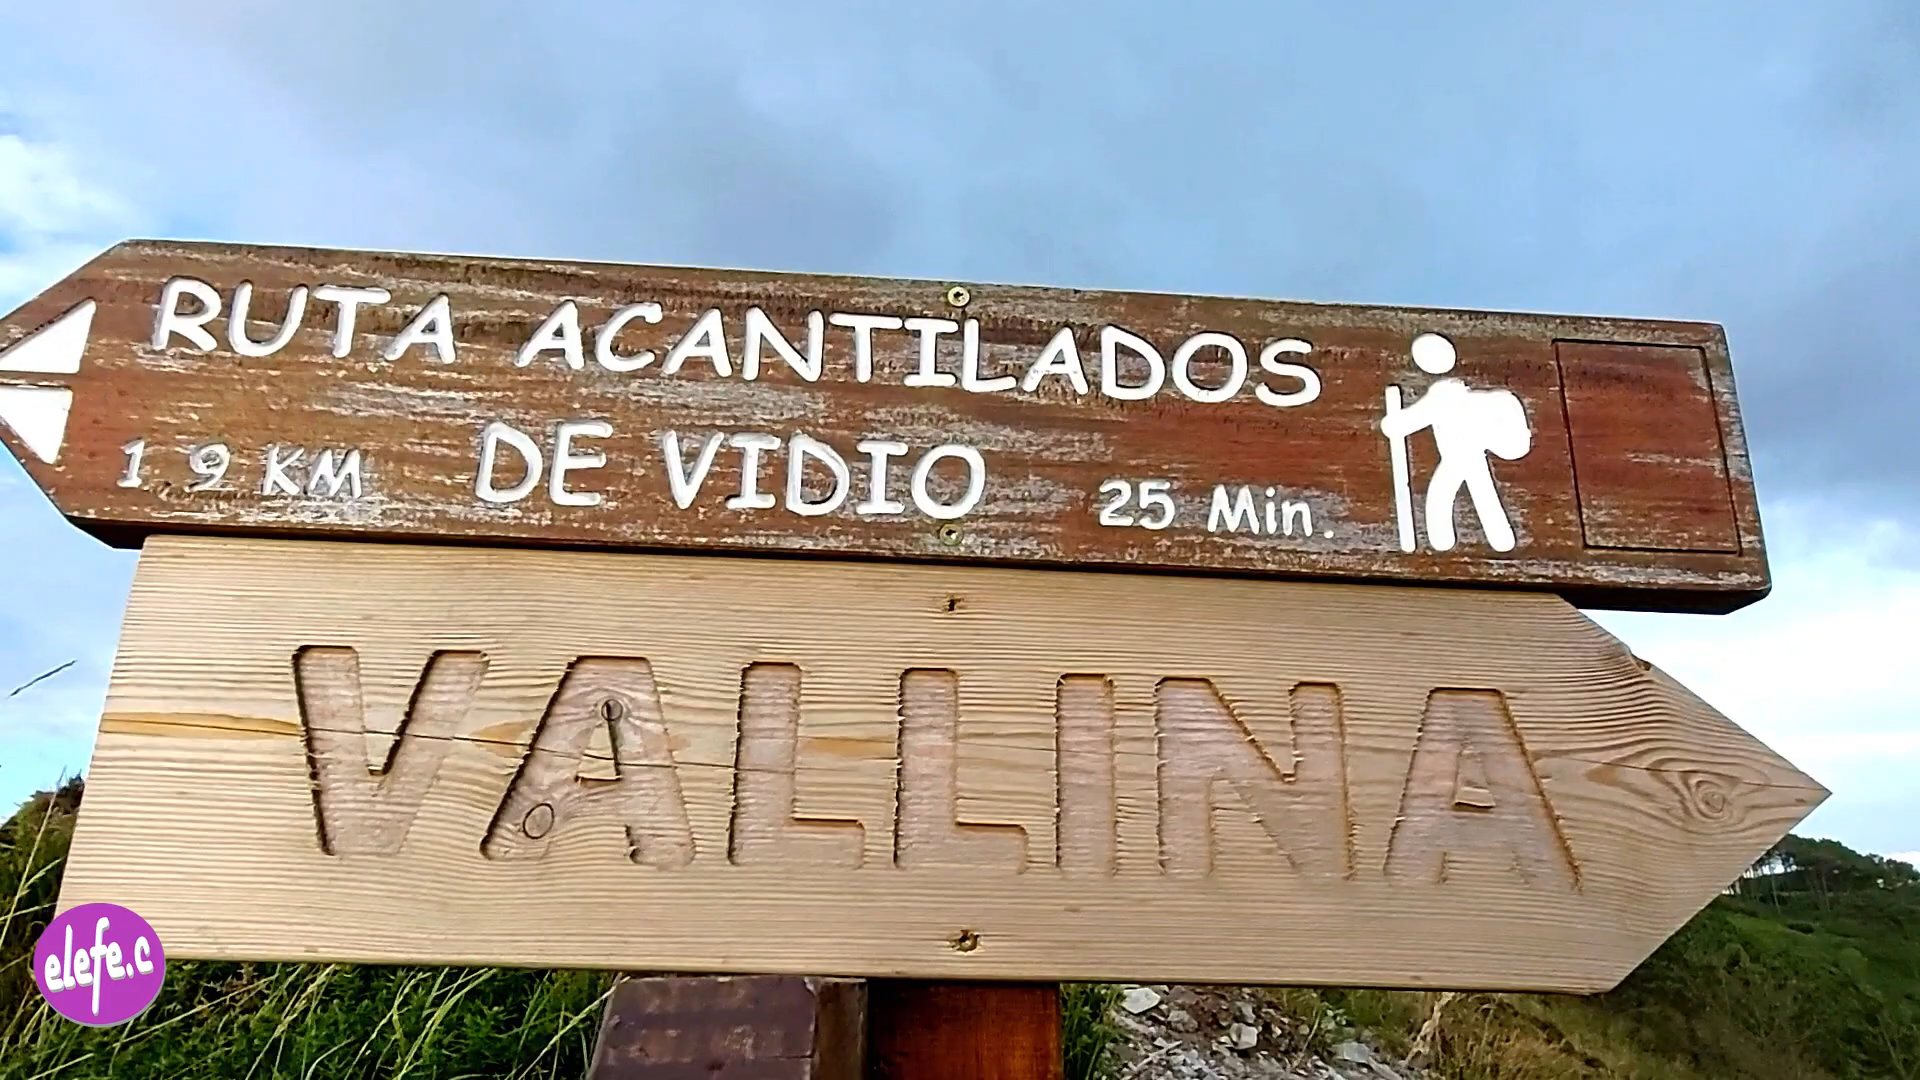 RUTA ACANTILADOS
DE VIDIO
1,9 KM
25 Min.
VALLINA
elefe.c